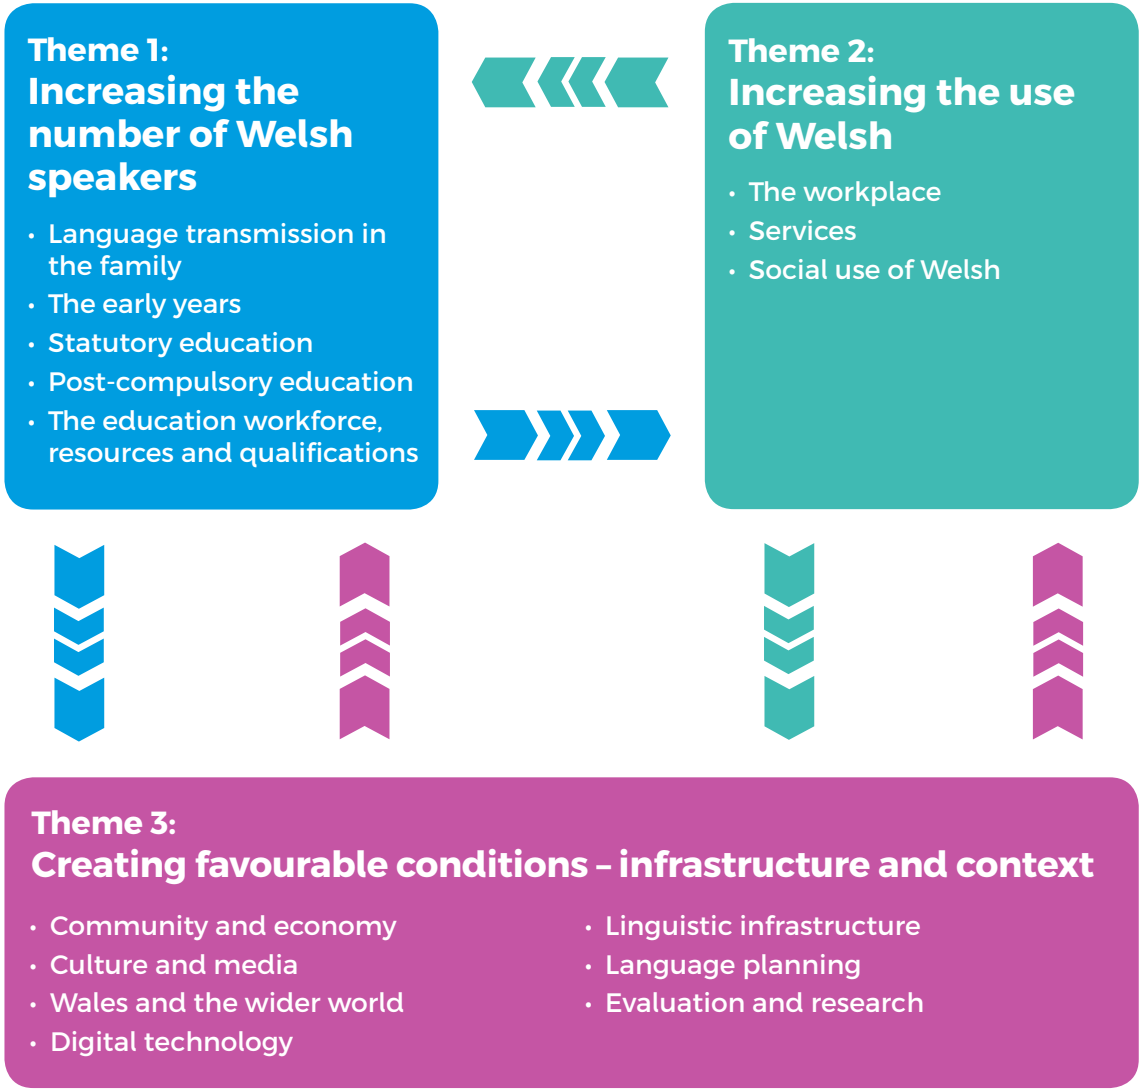 Theme 1:
Increasing the
number of Welsh
speakers
• Language transmission in
the family
• The early years
• Statutory education
• Post-compulsory education
• The education workforce,
resources and qualifications
Theme 2:
Increasing the use
of Welsh
• The workplace
• Services
• Social use of Welsh
Theme 3:
Creating favourable conditions – infrastructure and context
• Community and economy
• Culture and media
• Wales and the wider world
• Digital technology
• Linguistic infrastructure
• Language planning
• Evaluation and research